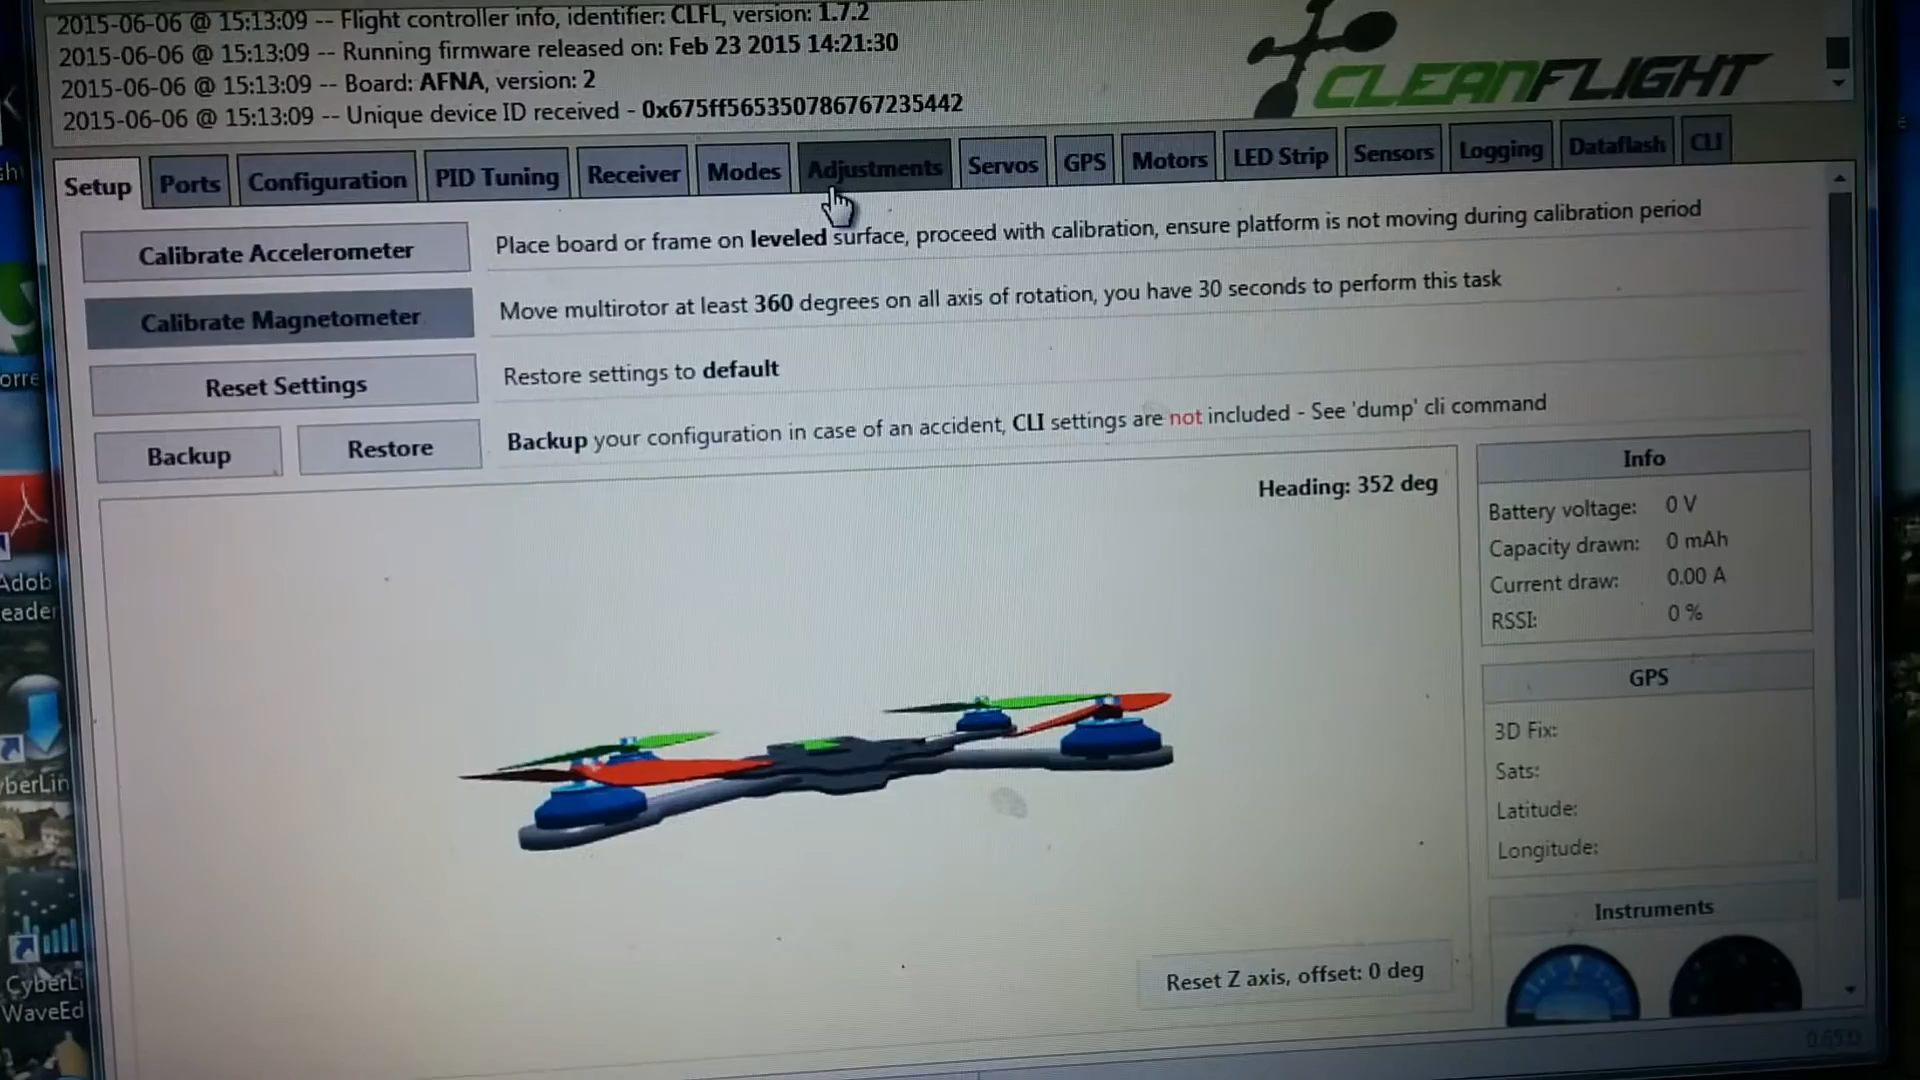 2015-06-06 @ 15:13:09 -- Flight controller info, identifier: CLFL, version: 1.7.2
2015-06-06 @ 15:13:09 -- Running firmware released on: Feb 23 2015 14:21:30
2015-06-06 @ 15:13:09 -- Board: AFNA, version: 2
2015-06-06 @ 15:13:09 -- Unique device ID received - 0x675ff565350786767235442
CLEANFLIGHT
Setup Ports Configuration PID Tuning Receiver Modes Adjustments Servos GPS Motors LED Strip Sensors Logging Dataflash CLI
Calibrate Accelerometer Place board or frame on leveled surface, proceed with calibration, ensure platform is not moving during calibration period
Calibrate Magnetometer Move multirotor at least 360 degrees on all axis of rotation, you have 30 seconds to perform this task
Reset Settings Restore settings to default
Backup Restore Backup your configuration in case of an accident, CLI settings are not included - See 'dump' cli command
Heading: 352 deg
Info
Battery voltage: 0 V
Capacity drawn: 0 mAh
Current draw: 0.00 A
RSSI: 0 %
GPS
3D Fix:
Sats:
Latitude:
Longitude:
Instruments
Reset Z axis, offset: 0 deg
orre
Adob
eader
yberLin
CyberLi
WaveEd